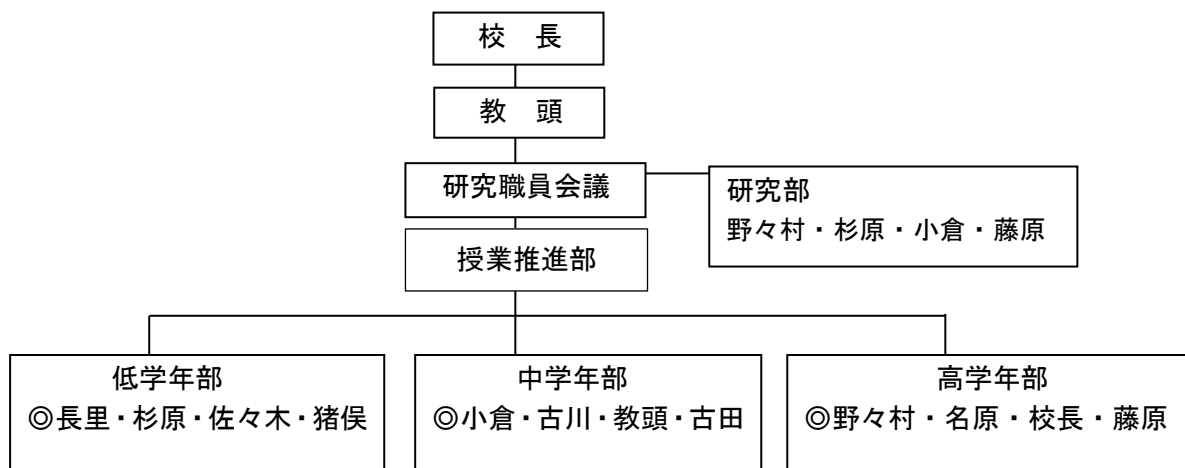 校　長
教　頭
研究職員会議
研究部
野々村・杉原・小倉・藤原
授業推進部
低学年部
◎長里・杉原・佐々木・猪俣
中学年部
◎小倉・古川・教頭・古田
高学年部
◎野々村・名原・校長・藤原